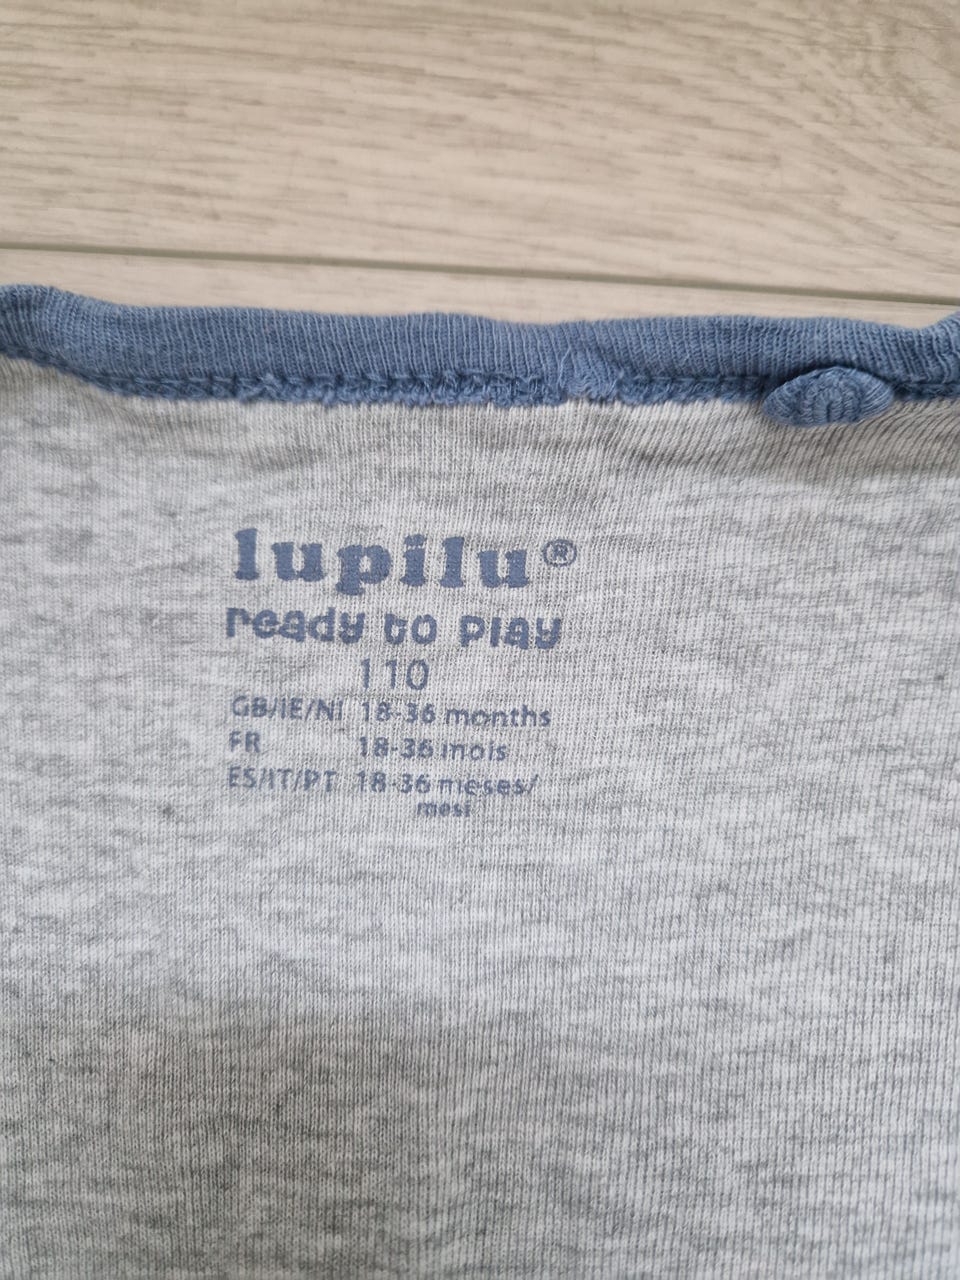 lupilu®
ready to play
110
GB/IE/NI 18-36 months
FR 18-36 mois
ES/IT/PT 18-36 meses/
mesi